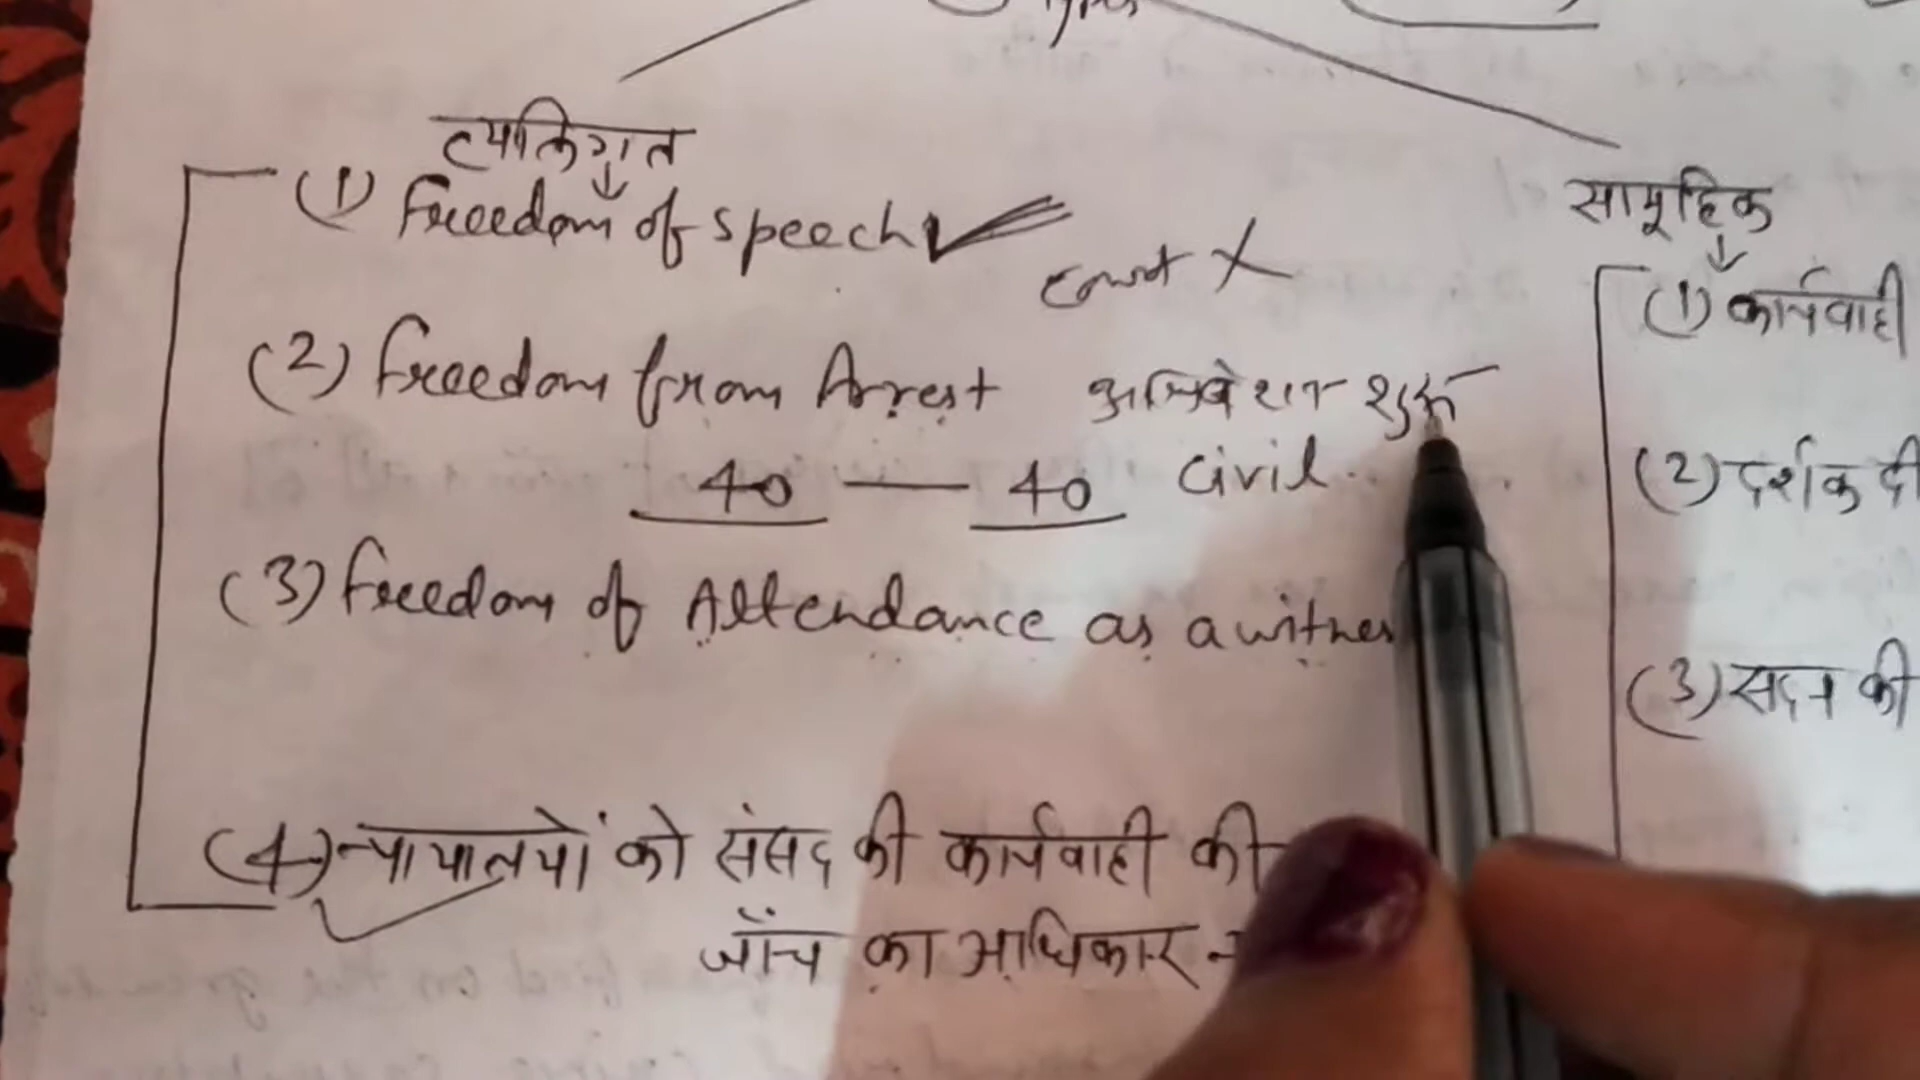 Types
व्यक्तिगत
(1) Freedom of speech
court X
(2) Freedom from Arrest अधिवेशन शुरू
40 — 40 civil
(3) Freedom of Attendance as a witness
(4) न्यायालयों को संसद की कार्यवाही की
जाँच का अधिकार न
सामूहिक
(1) कार्यवाही
(2) दर्शक दी
(3) सदन की